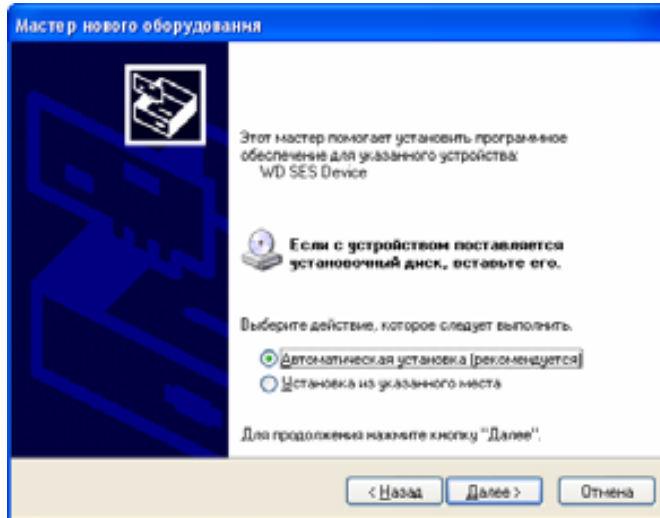 Мастер нового оборудования
Этот мастер помогает установить программное
обеспечение для указанного устройства:
WD SES Device
Если с устройством поставляется
установочный диск, вставьте его.
Выберите действие, которое следует выполнить.
Автоматическая установка (рекомендуется)
Установка из указанного места
Для продолжения нажмите кнопку "Далее".
< Назад
Далее >
Отмена